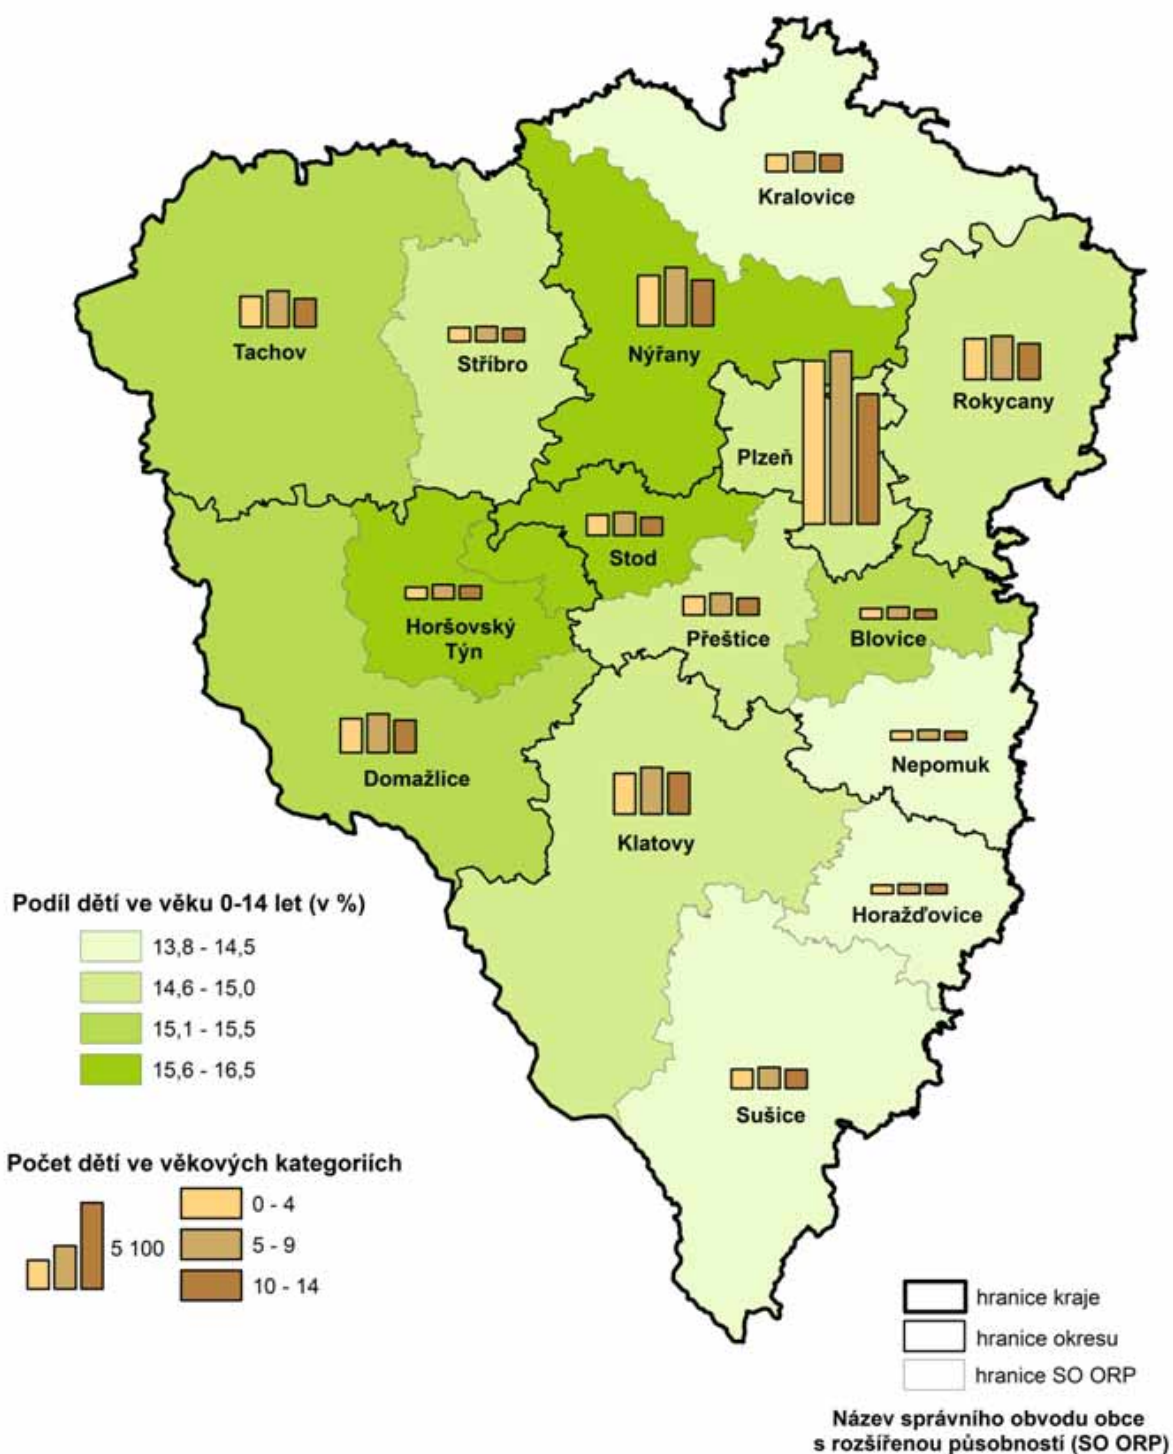 Kralovice
Tachov
Stříbro
Nýřany
Rokycany
Plzeň
Stod
Horšovský
Týn
Přeštice
Blovice
Nepomuk
Domažlice
Klatovy
Horažďovice
Sušice
Podíl dětí ve věku 0-14 let (v %)
13,8 - 14,5
14,6 - 15,0
15,1 - 15,5
15,6 - 16,5
Počet dětí ve věkových kategoriích
5 100
0 - 4
5 - 9
10 - 14
hranice kraje
hranice okresu
hranice SO ORP
Název správního obvodu obce
s rozšířenou působností (SO ORP)